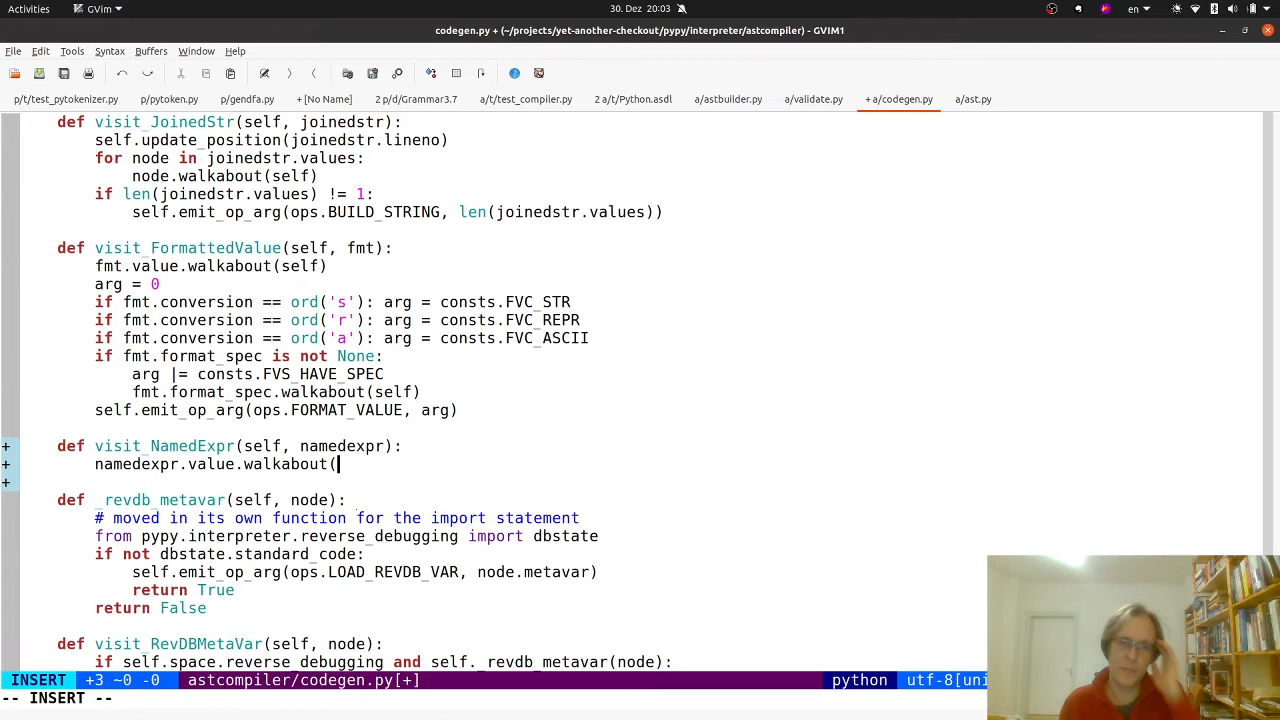 Activities GVim 30. Dez 20:03 en
codegen.py + (~/projects/yet-another-checkout/pypy/interpreter/astcompiler) - GVIM1
File Edit Tools Syntax Buffers Window Help
p/t/test_pytokenizer.py p/pytoken.py p/gendfa.py + [No Name] 2 p/d/Grammar3.7 a/t/test_compiler.py 2 a/t/Python.asdl a/astbuilder.py a/validate.py + a/codegen.py a/ast.py
def visit_JoinedStr(self, joinedstr):
self.update_position(joinedstr.lineno)
for node in joinedstr.values:
node.walkabout(self)
if len(joinedstr.values) != 1:
self.emit_op_arg(ops.BUILD_STRING, len(joinedstr.values))
def visit_FormattedValue(self, fmt):
fmt.value.walkabout(self)
arg = 0
if fmt.conversion == ord('s'): arg = consts.FVC_STR
if fmt.conversion == ord('r'): arg = consts.FVC_REPR
if fmt.conversion == ord('a'): arg = consts.FVC_ASCII
if fmt.format_spec is not None:
arg |= consts.FVS_HAVE_SPEC
fmt.format_spec.walkabout(self)
self.emit_op_arg(ops.FORMAT_VALUE, arg)
+ def visit_NamedExpr(self, namedexpr):
+ namedexpr.value.walkabout(
+
def _revdb_metavar(self, node):
# moved in its own function for the import statement
from pypy.interpreter.reverse_debugging import dbstate
if not dbstate.standard_code:
self.emit_op_arg(ops.LOAD_REVDB_VAR, node.metavar)
return True
return False
def visit_RevDBMetaVar(self, node):
if self.space.reverse_debugging and self._revdb_metavar(node):
INSERT +3 ~0 -0 astcompiler/codegen.py[+] python utf-8[uni
-- INSERT --